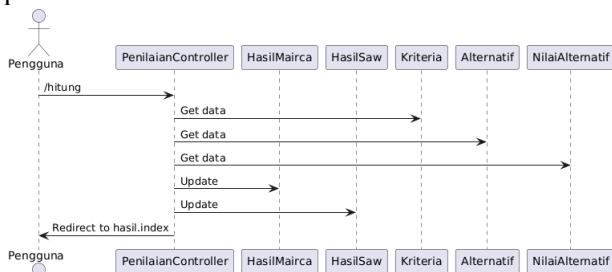 Pengguna
PenilaianController HasilMairca HasilSaw Kriteria Alternatif NilaiAlternatif
/hitung
Get data
Get data
Get data
Update
Update
Redirect to hasil.index
Pengguna
PenilaianController HasilMairca HasilSaw Kriteria Alternatif NilaiAlternatif